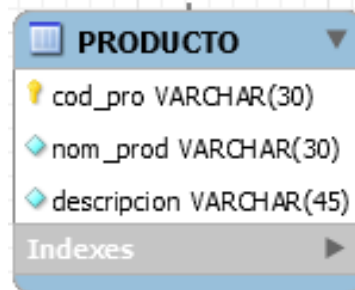 PRODUCTO
cod_pro VARCHAR(30)
nom_prod VARCHAR(30)
descripcion VARCHAR(45)
Indexes